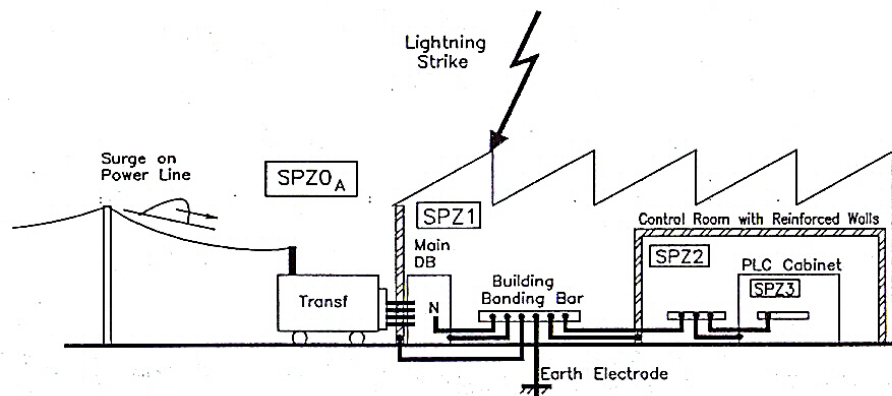 Lightning
Strike
Surge on
Power Line
SPZ0A
SPZ1
Control Room with Reinforced Walls
Main
DB
SPZ2
PLC Cabinet
Building
Bonding Bar
SPZ3
Transf
N
Earth Electrode